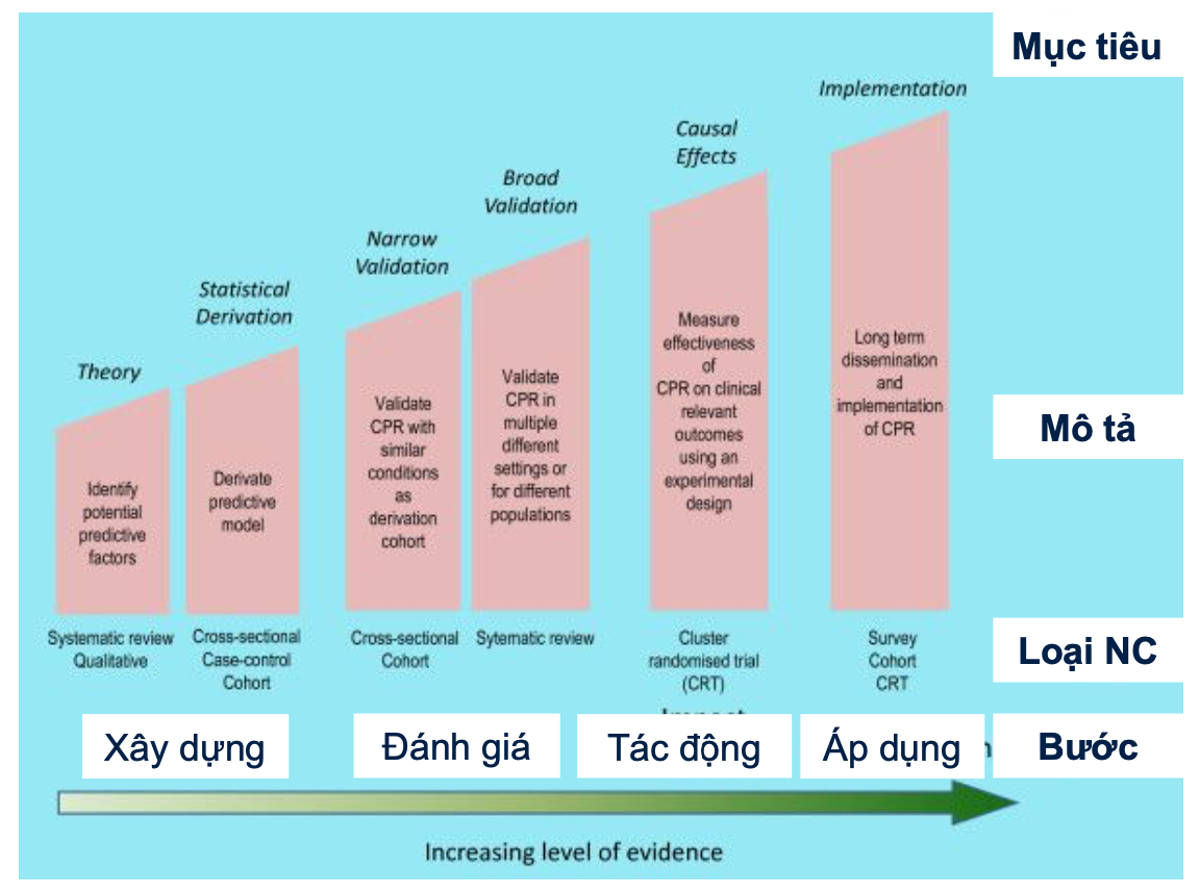 Mục tiêu
Implementation
Causal
Effects
Broad
Validation
Narrow
Validation
Statistical
Derivation
Theory
Identify
potential
predictive
factors
Derivate
predictive
model
Validate
CPR with
similar
conditions
as
derivation
cohort
Validate
CPR in
multiple
different
settings or
for different
populations
Measure
effectiveness
of
CPR on clinical
relevant
outcomes
using an
experimental
design
Long term
dissemination
and
implementation
of CPR
Mô tả
Systematic review
Qualitative
Cross-sectional
Case-control
Cohort
Cross-sectional
Cohort
Sytematic review
Cluster
randomised trial
(CRT)
Survey
Cohort
CRT
Loại NC
Xây dựng
Đánh giá
Tác động
Áp dụng
Bước
Increasing level of evidence